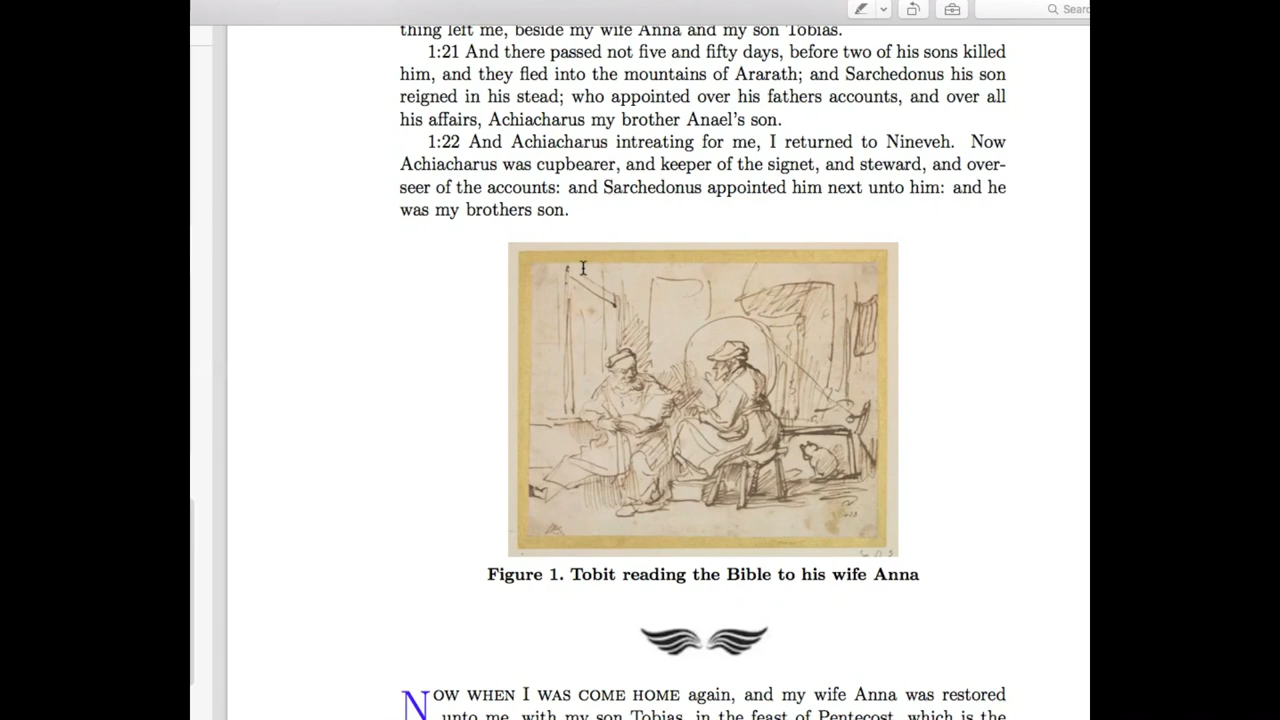 Searc
thing left me, beside my wife Anna and my son Tobias.
1:21 And there passed not five and fifty days, before two of his sons killed
him, and they fled into the mountains of Ararath; and Sarchedonus his son
reigned in his stead; who appointed over his fathers accounts, and over all
his affairs, Achiacharus my brother Anael's son.
1:22 And Achiacharus intreating for me, I returned to Nineveh. Now
Achiacharus was cupbearer, and keeper of the signet, and steward, and over-
seer of the accounts: and Sarchedonus appointed him next unto him: and he
was my brothers son.
Figure 1. Tobit reading the Bible to his wife Anna
NOW WHEN I WAS COME HOME again, and my wife Anna was restored
unto me, with my son Tobias, in the feast of Pentecost, which is the